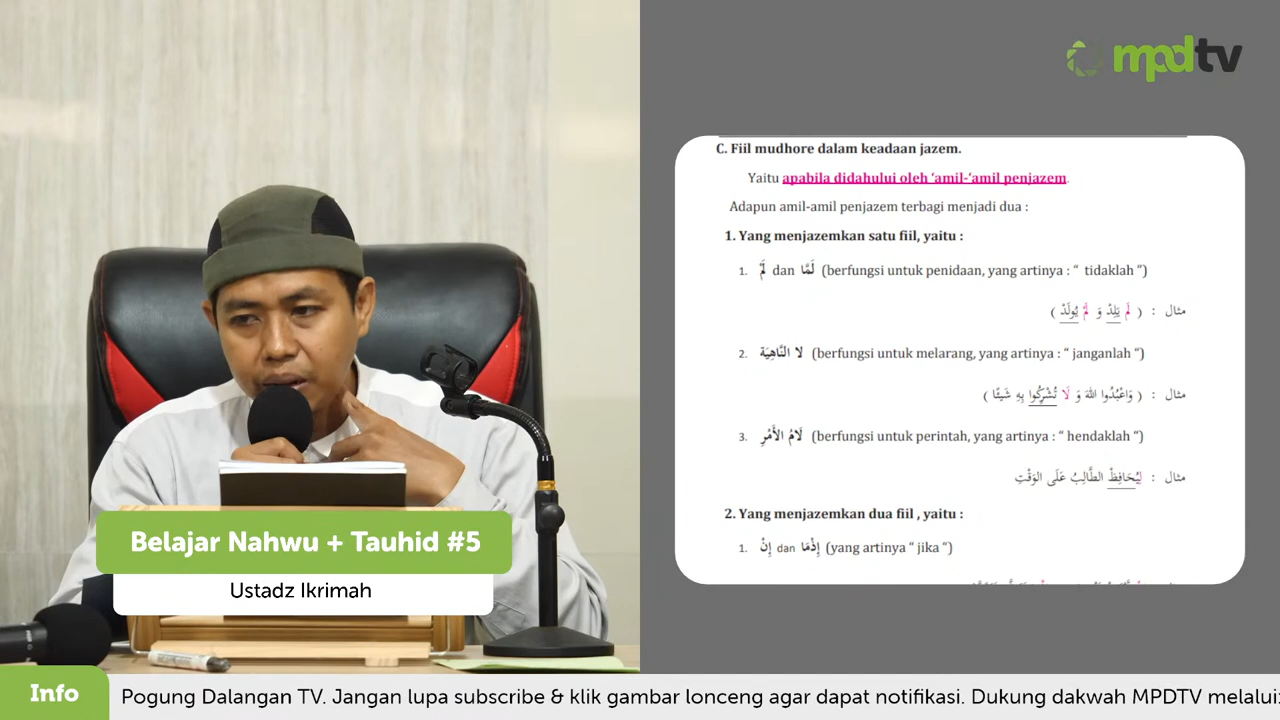 mpdtv
C. Fiil mudhore dalam keadaan jazem.
Yaitu apabila didahului oleh ‘amil-‘amil penjazem.
Adapun amil-amil penjazem terbagi menjadi dua :
1. Yang menjazemkan satu fiil, yaitu :
1. لَمْ dan لَمَّا (berfungsi untuk penidaan, yang artinya : “ tidaklah “)
مثال : ( لَمْ يَلِدْ وَ لَمْ يُولَدْ )
2. لا النَّاهِيَة (berfungsi untuk melarang, yang artinya : “ janganlah “)
مثال : ( وَاعْبُدُوا اللهَ وَ لَا تُشْرِكُوا بِهِ شَيئًا )
3. لَامُ الأَمْرِ (berfungsi untuk perintah, yang artinya : “ hendaklah “)
مثال : لِيُحَافِظْ الطَّالِبُ عَلَى الوَقْتِ
2. Yang menjazemkan dua fiil , yaitu :
1. إِنْ dan إِذْمَا (yang artinya “ jika “)
Belajar Nahwu + Tauhid #5
Ustadz Ikrimah
Info
Pogung Dalangan TV. Jangan lupa subscribe & klik gambar lonceng agar dapat notifikasi. Dukung dakwah MPDTV melalui: